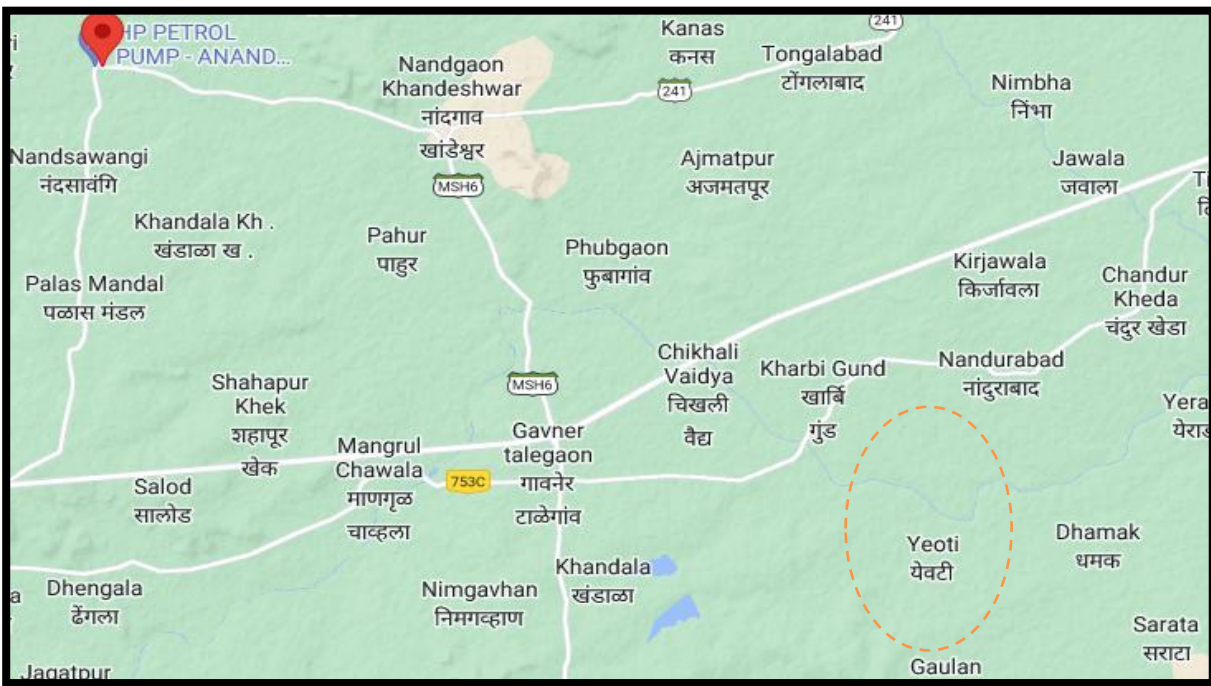 HP PETROL
PUMP - ANAND...
241
Kanas
कनस
Tongalabad
टोंगलाबाद
Nandgaon
Khandeshwar
नांदगाव
खांडेश्वर
241
Nimbha
निंभा
Nandsawangi
नंदसावंगि
MSH6
Ajmatpur
अजमतपूर
Jawala
जवाला
Khandala Kh .
खंडाळा ख .
Pahur
पाहुर
Phubgaon
फुबागांव
Kirjawala
किर्जावला
Chandur
Kheda
चंदुर खेडा
Palas Mandal
पळास मंडल
Shahapur
Khek
शहापूर
खेक
MSH6
Chikhali
Vaidya
चिखली
वैद्य
Kharbi Gund
खार्बि
गुंड
Nandurabad
नांदुराबाद
Yera
येराड
Mangrul
Chawala
माणगृळ
चाव्हला
753C
Gavner
talegaon
गावनेर
टाळेगांव
Salod
सालोड
Yeoti
येवटी
Dhamak
धमक
Dhengala
ढेंगला
Nimgavhan
निमगव्हाण
Khandala
खंडाळा
Sarata
सराटा
Jagatpur
Gaulan